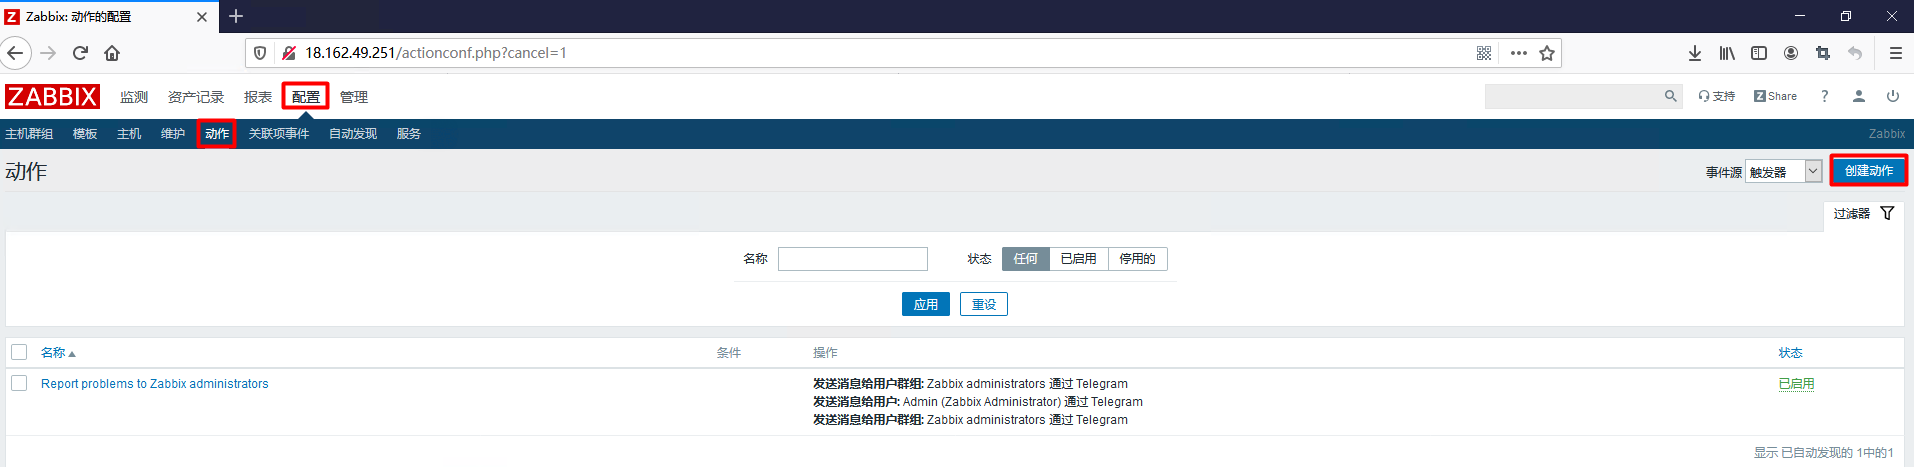 Zabbix: 动作的配置
18.162.49.251/actionconf.php?cancel=1
ZABBIX 监测 资产记录 报表 配置 管理 支持 Z Share ?
主机群组 模板 主机 维护 动作 关联项事件 自动发现 服务 Zabbix
动作 事件源 触发器 创建动作
过滤器
名称 状态 任何 已启用 停用的
应用 重设
名称 条件 操作 状态
Report problems to Zabbix administrators 发送消息给用户群组: Zabbix administrators 通过 Telegram 已启用
发送消息给用户: Admin (Zabbix Administrator) 通过 Telegram
发送消息给用户群组: Zabbix administrators 通过 Telegram
显示 已自动发现的 1中的1